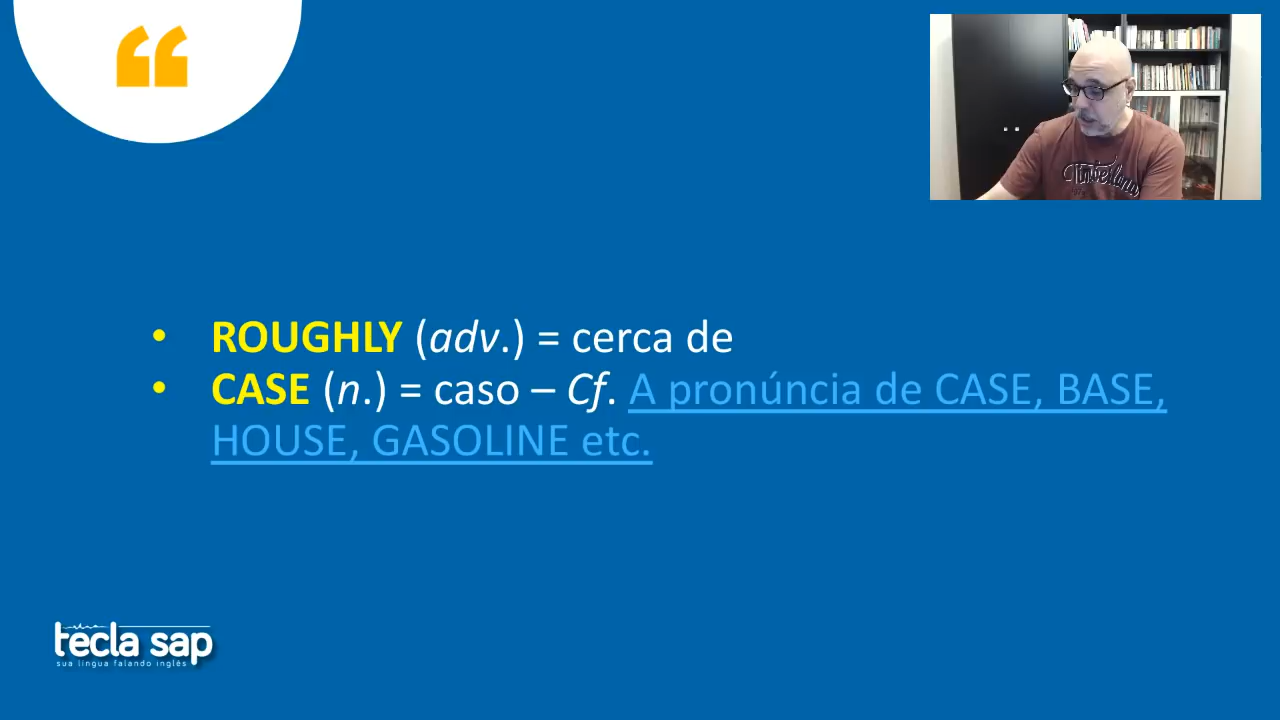 “
• ROUGHLY (adv.) = cerca de
• CASE (n.) = caso – Cf. A pronúncia de CASE, BASE,
HOUSE, GASOLINE etc.
tecla sap
sua língua falando inglês